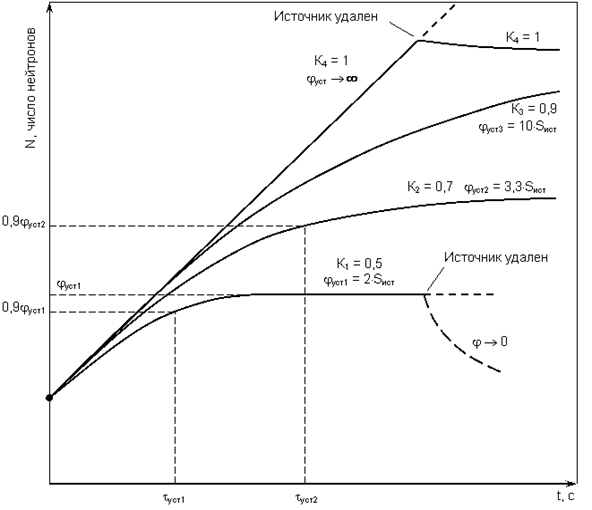 Источник удален
K₄ = 1
K₄ = 1
φуст → ∞
N, число нейтронов
K₃ = 0,9
φуст3 = 10·Sист
K₂ = 0,7 φуст2 = 3,3·Sист
0,9φуст2
Источник удален
K₁ = 0,5
φуст1 = 2·Sист
φуст1
0,9φуст1
φ → 0
τуст1
τуст2
t, с